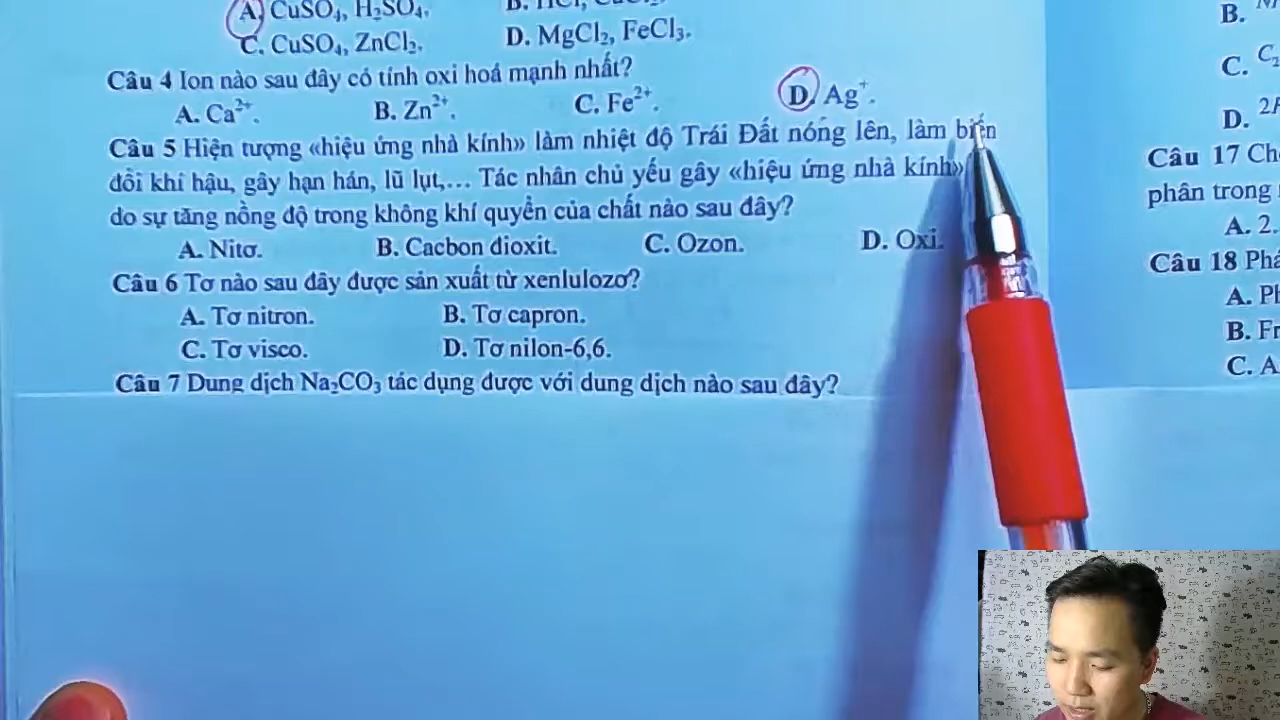 A. CuSO₄, H₂SO₄.
C. CuSO₄, ZnCl₂. D. MgCl₂, FeCl₃.
Câu 4 Ion nào sau đây có tính oxi hoá mạnh nhất?
A. Ca²⁺. B. Zn²⁺. C. Fe²⁺. D. Ag⁺.
Câu 5 Hiện tượng «hiệu ứng nhà kính» làm nhiệt độ Trái Đất nóng lên, làm biến
đổi khí hậu, gây hạn hán, lũ lụt,... Tác nhân chủ yếu gây «hiệu ứng nhà kính»
do sự tăng nồng độ trong không khí quyển của chất nào sau đây?
A. Nitơ. B. Cacbon dioxit. C. Ozon. D. Oxi.
Câu 6 Tơ nào sau đây được sản xuất từ xenlulozơ?
A. Tơ nitron. B. Tơ capron.
C. Tơ visco. D. Tơ nilon-6,6.
Câu 7 Dung dịch Na₂CO₃ tác dụng được với dung dịch nào sau đây?
B.
C. C₂
D.
Câu 17
phân trong
A. 2.
Câu 18
A.
B.
C.